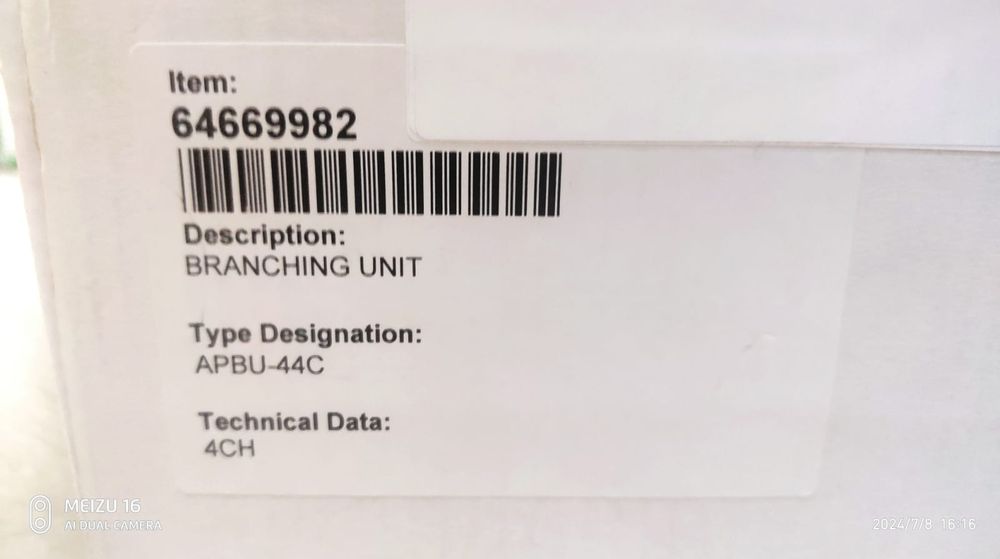 Item:
64669982
Description:
BRANCHING UNIT
Type Designation:
APBU-44C
Technical Data:
4CH
MEIZU 16
AI DUAL CAMERA
2024/7/8 16:16